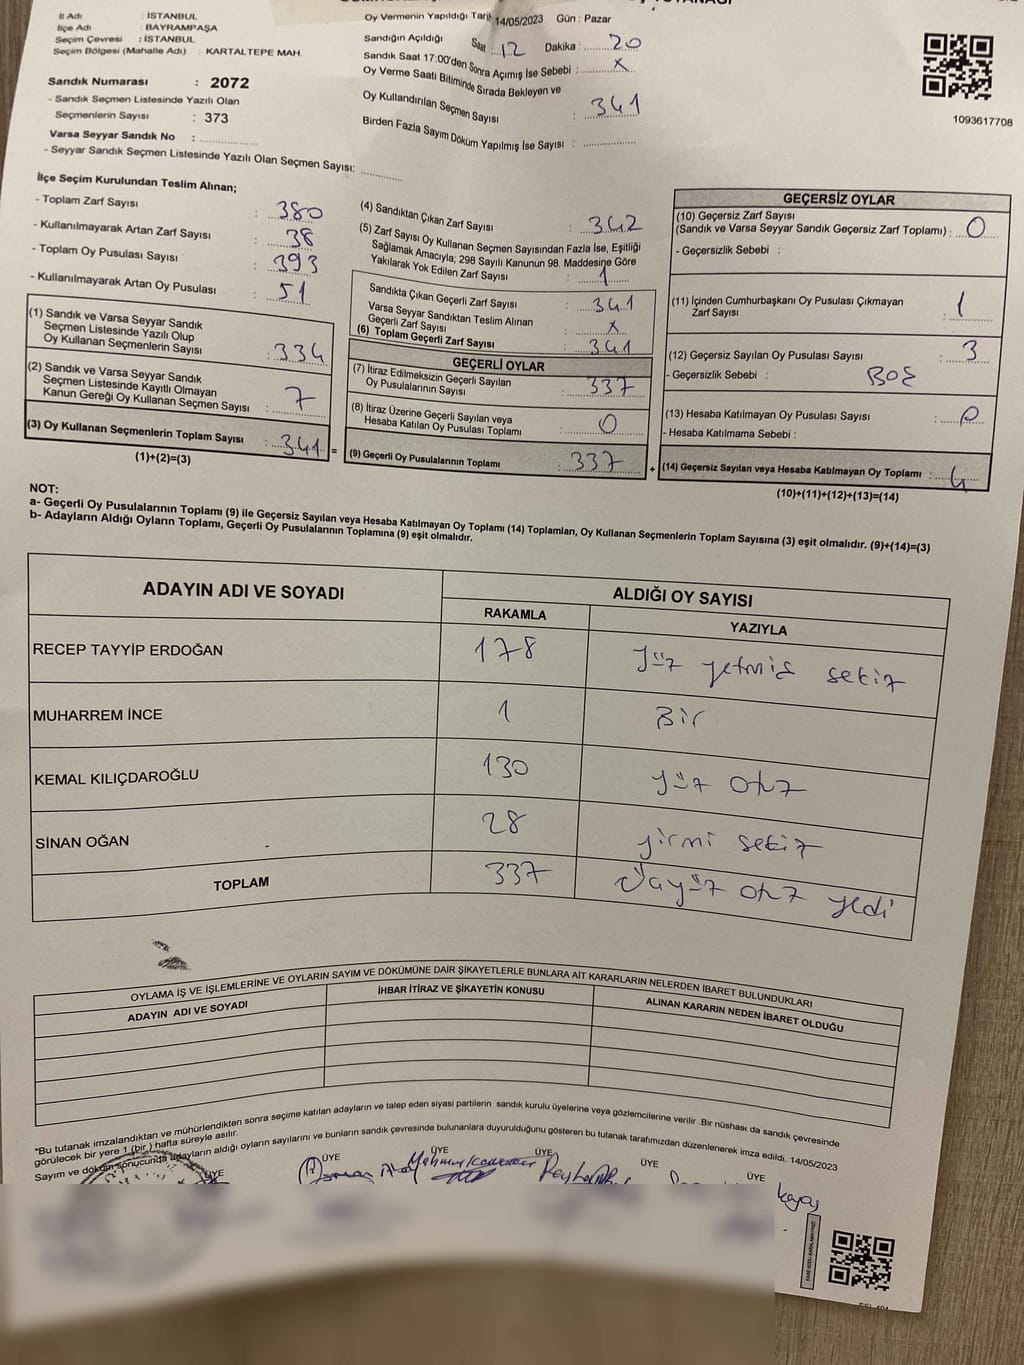 İl Adı : İSTANBUL
İlçe Adı : BAYRAMPAŞA
Seçim Çevresi : İSTANBUL
Seçim Bölgesi (Mahalle Adı) : KARTALTEPE MAH.
Sandık Numarası : 2072
- Sandık Seçmen Listesinde Yazılı Olan
Seçmenlerin Sayısı : 373
Varsa Seyyar Sandık No :
- Seyyar Sandık Seçmen Listesinde Yazılı Olan Seçmen Sayısı:
Oy Vermenin Yapıldığı Tarih 14/05/2023 Gün : Pazar
Sandığın Açıldığı Saat : 12 Dakika : 20
Sandık Saat 17:00'den Sonra Açımış İse Sebebi : X
Oy Verme Saati Bitiminde Sırada Bekleyen ve
Oy Kullandırılan Seçmen Sayısı : 341
Birden Fazla Sayım Döküm Yapılmış İse Sayısı :
1093617708
İlçe Seçim Kurulundan Teslim Alınan;
- Toplam Zarf Sayısı : 380
- Kullanılmayarak Artan Zarf Sayısı : 38
- Toplam Oy Pusulası Sayısı : 393
- Kullanılmayarak Artan Oy Pusulası : 51
(1) Sandık ve Varsa Seyyar Sandık
Seçmen Listesinde Yazılı Olup
Oy Kullanan Seçmenlerin Sayısı : 334
(2) Sandık ve Varsa Seyyar Sandık
Seçmen Listesinde Kayıtlı Olmayan
Kanun Gereği Oy Kullanan Seçmen Sayısı : 7
(3) Oy Kullanan Seçmenlerin Toplam Sayısı : 341 =
(1)+(2)=(3)
(4) Sandıktan Çıkan Zarf Sayısı : 342
(5) Zarf Sayısı Oy Kullanan Seçmen Sayısından Fazla İse, Eşitliği
Sağlamak Amacıyla; 298 Sayılı Kanunun 98. Maddesine Göre
Yakılarak Yok Edilen Zarf Sayısı : 1
Sandıkta Çıkan Geçerli Zarf Sayısı : 341
Varsa Seyyar Sandıktan Teslim Alınan
Geçerli Zarf Sayısı : X
(6) Toplam Geçerli Zarf Sayısı : 341
GEÇERLİ OYLAR
(7) İtiraz Edilmeksizin Geçerli Sayılan
Oy Pusulalarının Sayısı : 337
(8) İtiraz Üzerine Geçerli Sayılan veya
Hesaba Katılan Oy Pusulası Toplamı : 0
(9) Geçerli Oy Pusulalarının Toplamı : 337 +
GEÇERSİZ OYLAR
(10) Geçersiz Zarf Sayısı
(Sandık ve Varsa Seyyar Sandık Geçersiz Zarf Toplamı) : 0
- Geçersizlik Sebebi :
(11) İçinden Cumhurbaşkanı Oy Pusulası Çıkmayan
Zarf Sayısı : 1
(12) Geçersiz Sayılan Oy Pusulası Sayısı : 3
- Geçersizlik Sebebi : BOŞ
(13) Hesaba Katılmayan Oy Pusulası Sayısı : 0
- Hesaba Katılmama Sebebi :
(14) Geçersiz Sayılan veya Hesaba Katılmayan Oy Toplamı : 4
(10)+(11)+(12)+(13)=(14)
NOT:
a- Geçerli Oy Pusulalarının Toplamı (9) ile Geçersiz Sayılan veya Hesaba Katılmayan Oy Toplamı (14) Toplamları, Oy Kullanan Seçmenlerin Toplam Sayısına (3) eşit olmalıdır. (9)+(14)=(3)
b- Adayların Aldığı Oyların Toplamı, Geçerli Oy Pusulalarının Toplamına (9) eşit olmalıdır.
ADAYIN ADI VE SOYADI ALDIĞI OY SAYISI
RAKAMLA YAZIYLA
RECEP TAYYİP ERDOĞAN 178 yüz yetmiş sekiz
MUHARREM İNCE 1 Bir
KEMAL KILIÇDAROĞLU 130 yüz otuz
SİNAN OĞAN 28 yirmi sekiz
TOPLAM 337 üçyüz otuz yedi
OYLAMA İŞ VE İŞLEMLERİNE VE OYLARIN SAYIM VE DÖKÜMÜNE DAİR ŞİKAYETLERLE BUNLARA AİT KARARLARIN NELERDEN İBARET BULUNDUKLARI
ADAYIN ADI VE SOYADI İHBAR İTİRAZ VE ŞİKAYETİN KONUSU ALINAN KARARIN NEDEN İBARET OLDUĞU
"Bu tutanak imzalandıktan ve mühürlendikten sonra seçime katılan adayların ve talep eden siyasi partilerin sandık kurulu üyelerine veya gözlemcilerine verilir. Bir nüshası da sandık çevresinde
görülecek bir yere 1 (bir) hafta süreyle asılır.
Sayım ve döküm sonucunda adayların aldığı oyların sayılarını ve bunların sandık çevresinde bulunanlara duyurulduğunu gösteren bu tutanak tarafımızdan düzenlenerek imza edildi. 14/05/2023
ÜYE ÜYE ÜYE ÜYE ÜYE ÜYE